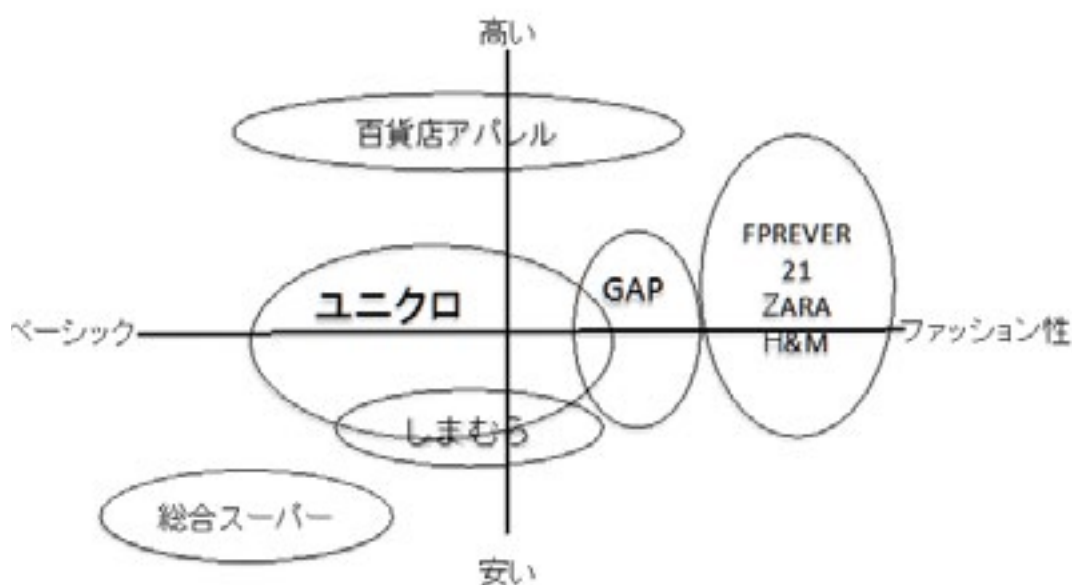 高い
百貨店アパレル
FPREVER
21
ZARA
H&M
GAP
ユニクロ
ベーシック
ファッション性
しまむら
総合スーパー
安い